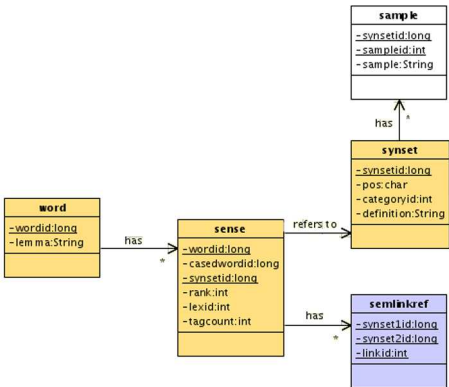 sample
-synsetid:long
-sampleid:int
-sample:String
has
*
synset
-synsetid:long
-pos:char
-categoryid:int
-definition:String
word
-wordid:long
-lemma:String
has
*
sense
-wordid:long
-casedwordid:long
-synsetid:long
-rank:int
-lexid:int
-tagcount:int
refers to
has
*
semlinkref
-synset1id:long
-synset2id:long
-linkid:int